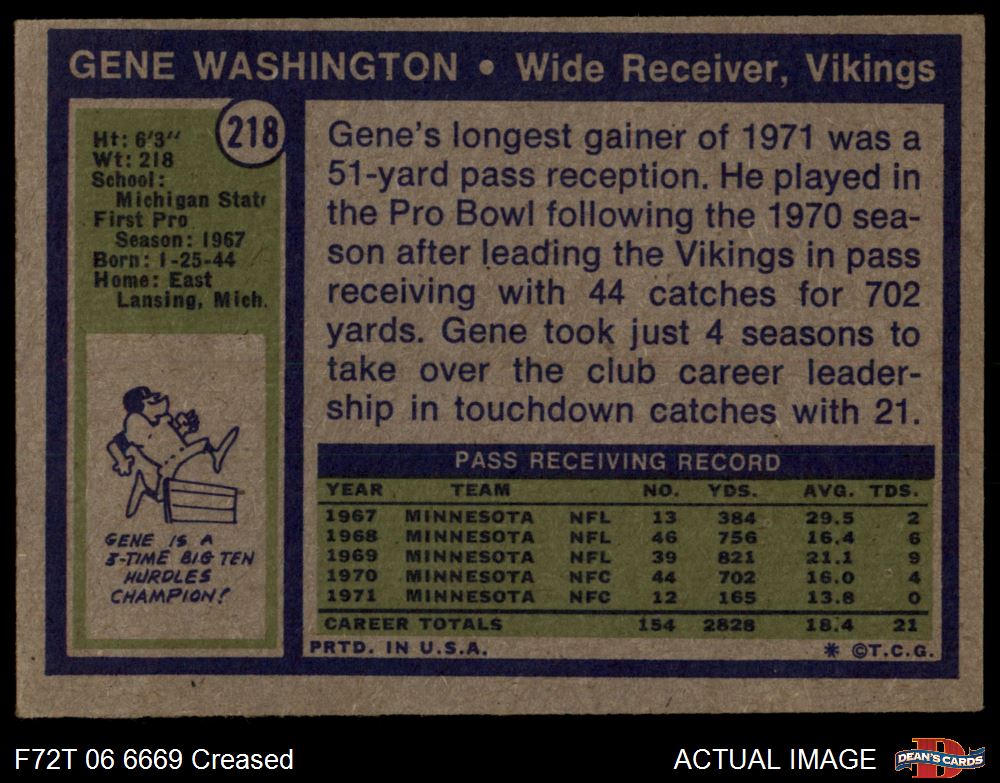 GENE WASHINGTON • Wide Receiver, Vikings
218
Ht: 6'3"
Wt: 218
School:
Michigan State
First Pro
Season: 1967
Born: 1-25-44
Home: East
Lansing, Mich.
GENE IS A
3-TIME BIG TEN
HURDLES
CHAMPION!
Gene's longest gainer of 1971 was a
51-yard pass reception. He played in
the Pro Bowl following the 1970 sea-
son after leading the Vikings in pass
receiving with 44 catches for 702
yards. Gene took just 4 seasons to
take over the club career leader-
ship in touchdown catches with 21.
PASS RECEIVING RECORD
YEAR TEAM NO. YDS. AVG. TDS.
1967 MINNESOTA NFL 13 384 29.5 2
1968 MINNESOTA NFL 46 756 16.4 6
1969 MINNESOTA NFL 39 821 21.1 9
1970 MINNESOTA NFC 44 702 16.0 4
1971 MINNESOTA NFC 12 165 13.8 0
CAREER TOTALS 154 2828 18.4 21
PRTD. IN U.S.A. * ©T.C.G.
F72T 06 6669 Creased ACTUAL IMAGE
D
DEAN'S CARDS